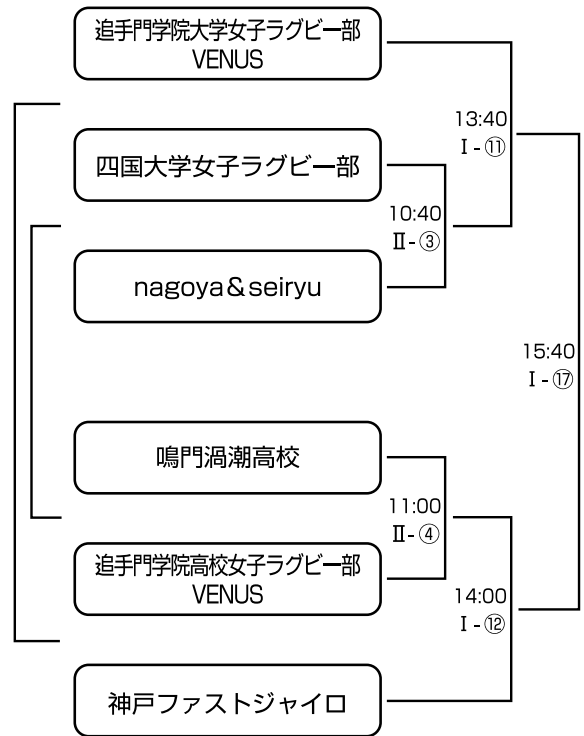 追手門学院大学女子ラグビー部
VENUS
13:40
Ⅰ-⑪
四国大学女子ラグビー部
10:40
Ⅱ-③
nagoya&seiryu
15:40
Ⅰ-⑰
鳴門渦潮高校
11:00
Ⅱ-④
追手門学院高校女子ラグビー部
VENUS
14:00
Ⅰ-⑫
神戸ファストジャイロ